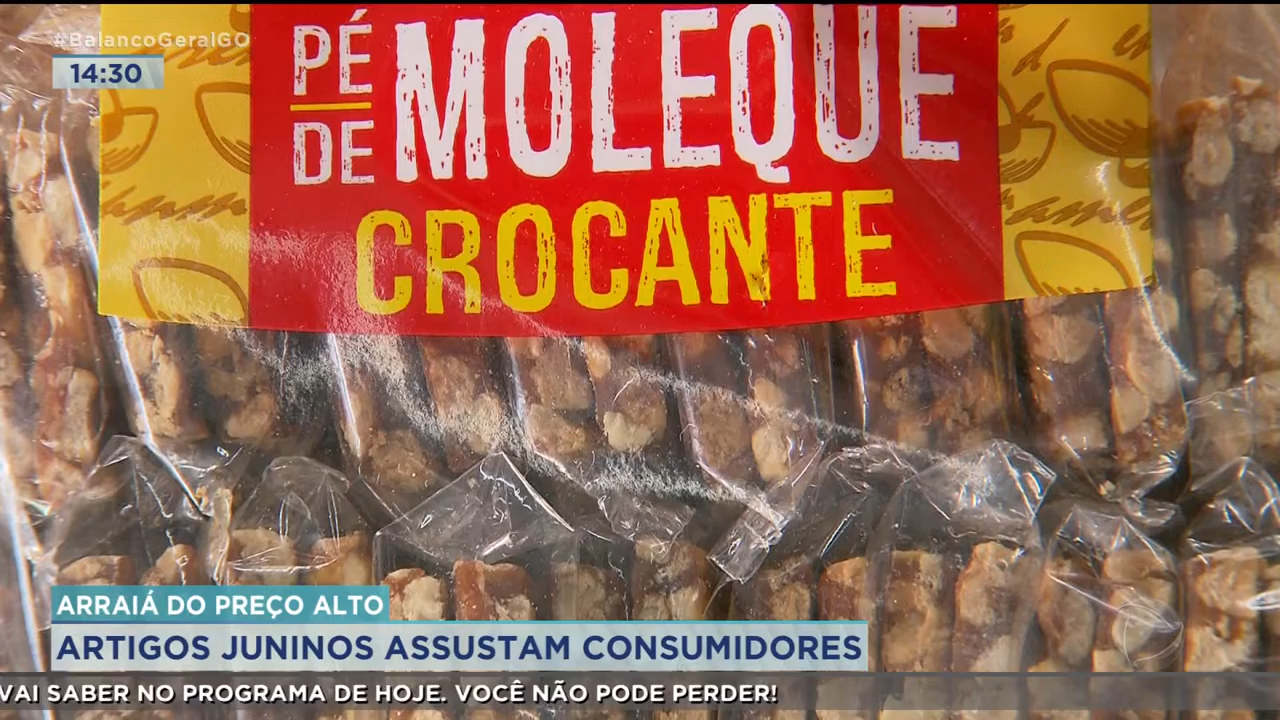 #BalancoGeralGO
14:30
PÉ
DE
MOLEQUE
CROCANTE
ARRAIÁ DO PREÇO ALTO
ARTIGOS JUNINOS ASSUSTAM CONSUMIDORES
VAI SABER NO PROGRAMA DE HOJE. VOCÊ NÃO PODE PERDER!